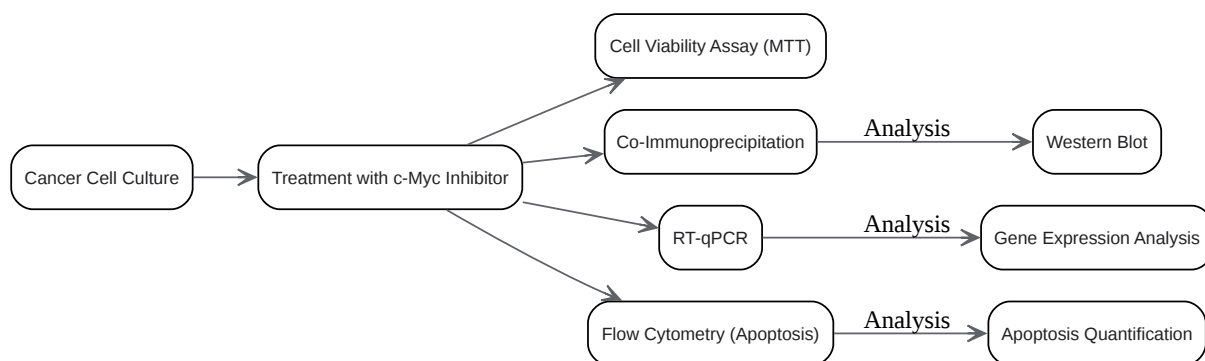 Cell Viability Assay (MTT)
Co-Immunoprecipitation
Analysis
Western Blot
Cancer Cell Culture
Treatment with c-Myc Inhibitor
RT-qPCR
Analysis
Gene Expression Analysis
Flow Cytometry (Apoptosis)
Analysis
Apoptosis Quantification